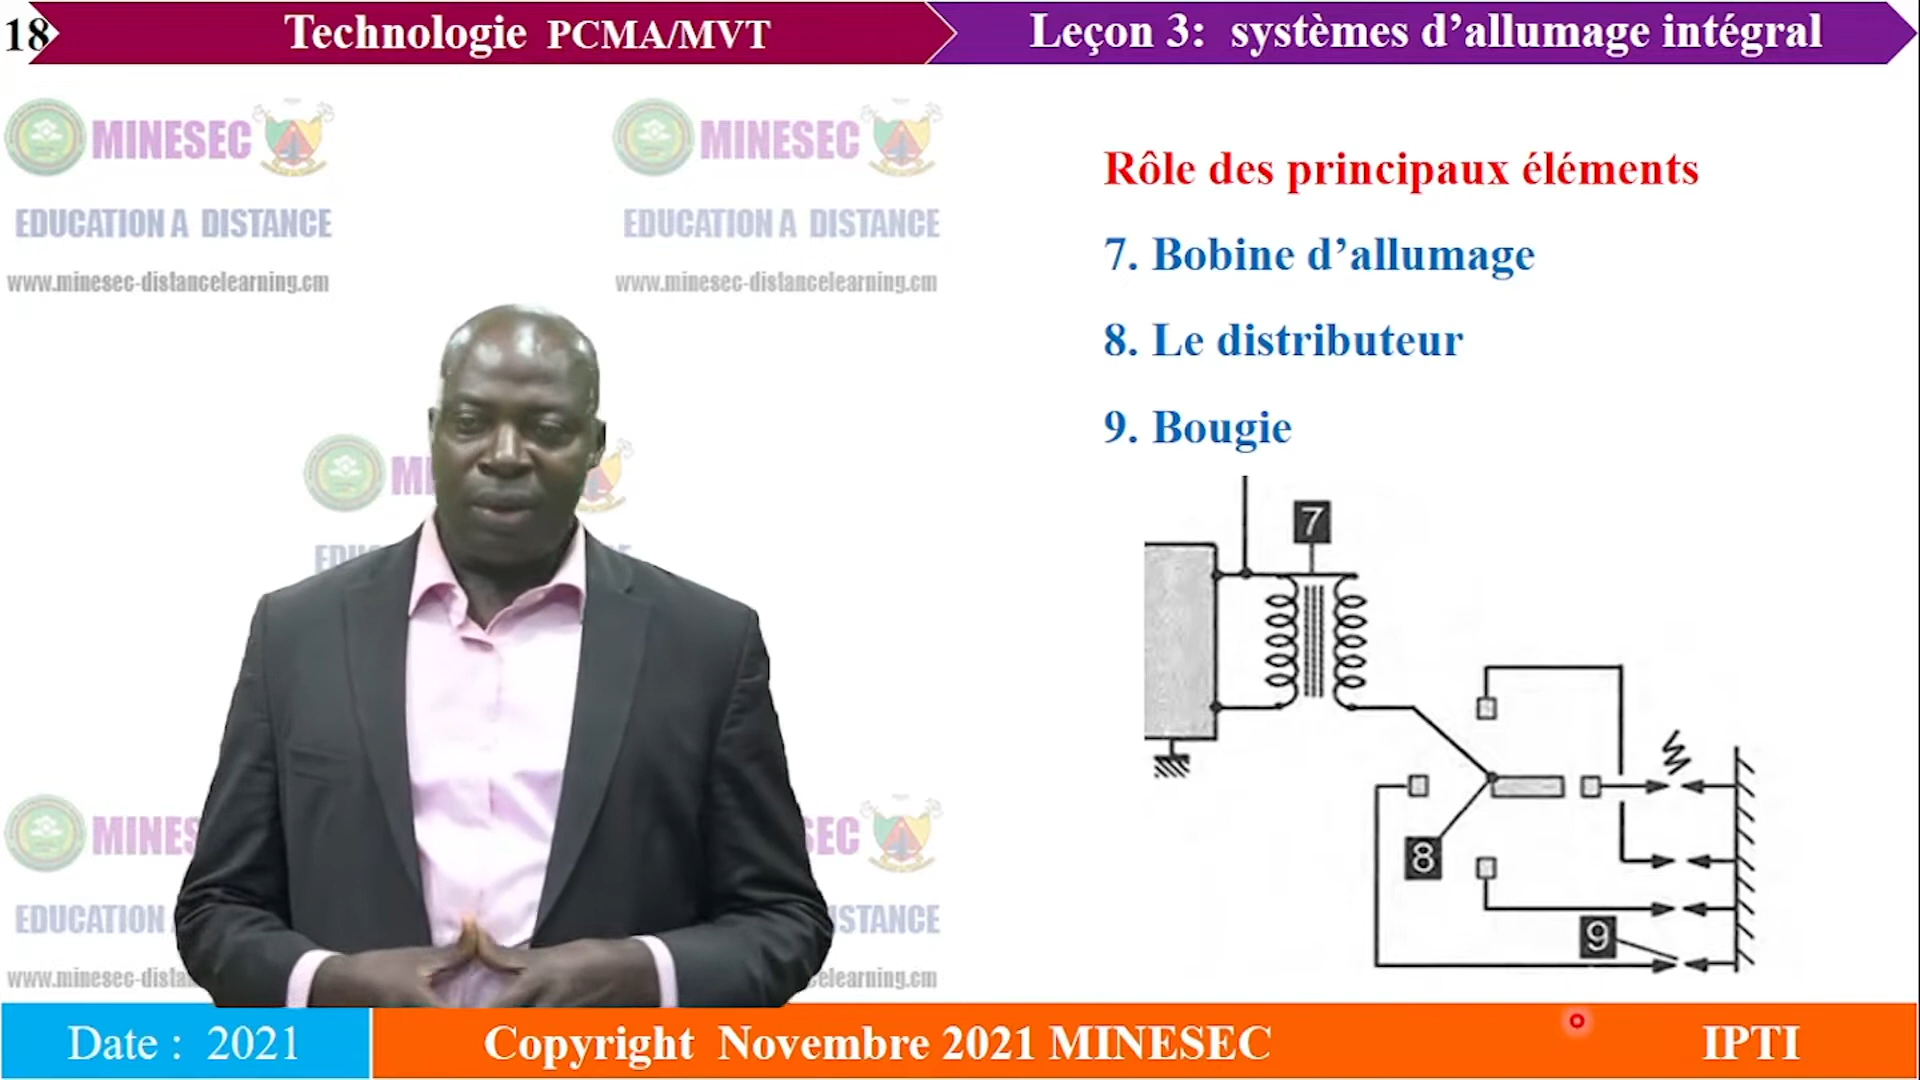 18
Technologie PCMA/MVT
Leçon 3: systèmes d’allumage intégral
MINESEC
EDUCATION A DISTANCE
www.minesec-distancelearning.cm
MINESEC
EDUCATION A DISTANCE
www.minesec-distancelearning.cm
Rôle des principaux éléments
7. Bobine d’allumage
8. Le distributeur
9. Bougie
7
8
9
Date : 2021
Copyright Novembre 2021 MINESEC
IPTI